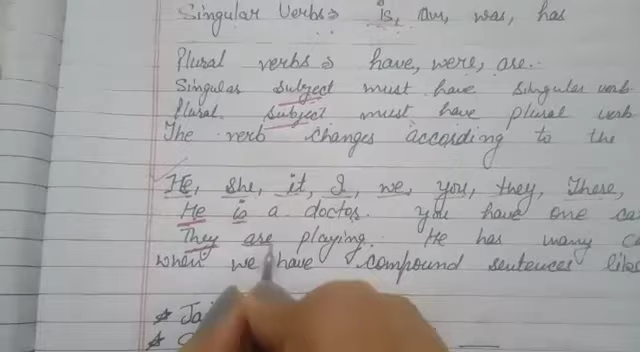 Singular verbs → is, am, was, has
Plural verbs → have, were, are.
Singular subject must have singular verb
Plural subject must have plural verb
The verb changes according to the
He, she, it, I, we, you, they, There,
He is a doctor. You have one
They are playing. He has many
when we have compound sentences like